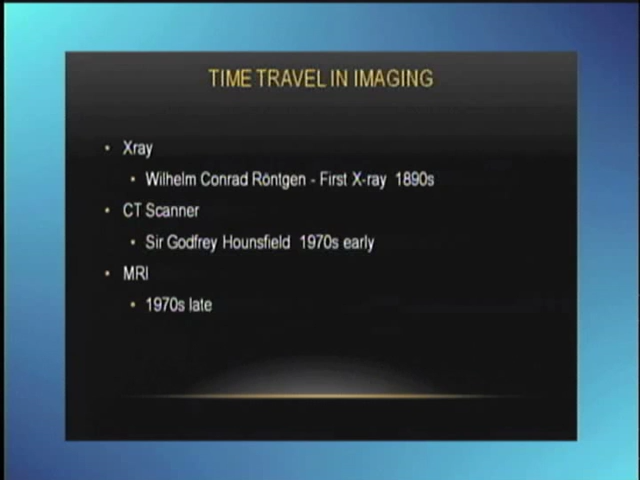 TIME TRAVEL IN IMAGING
• Xray
• Wilhelm Conrad Röntgen - First X-ray 1890s
• CT Scanner
• Sir Godfrey Hounsfield 1970s early
• MRI
• 1970s late